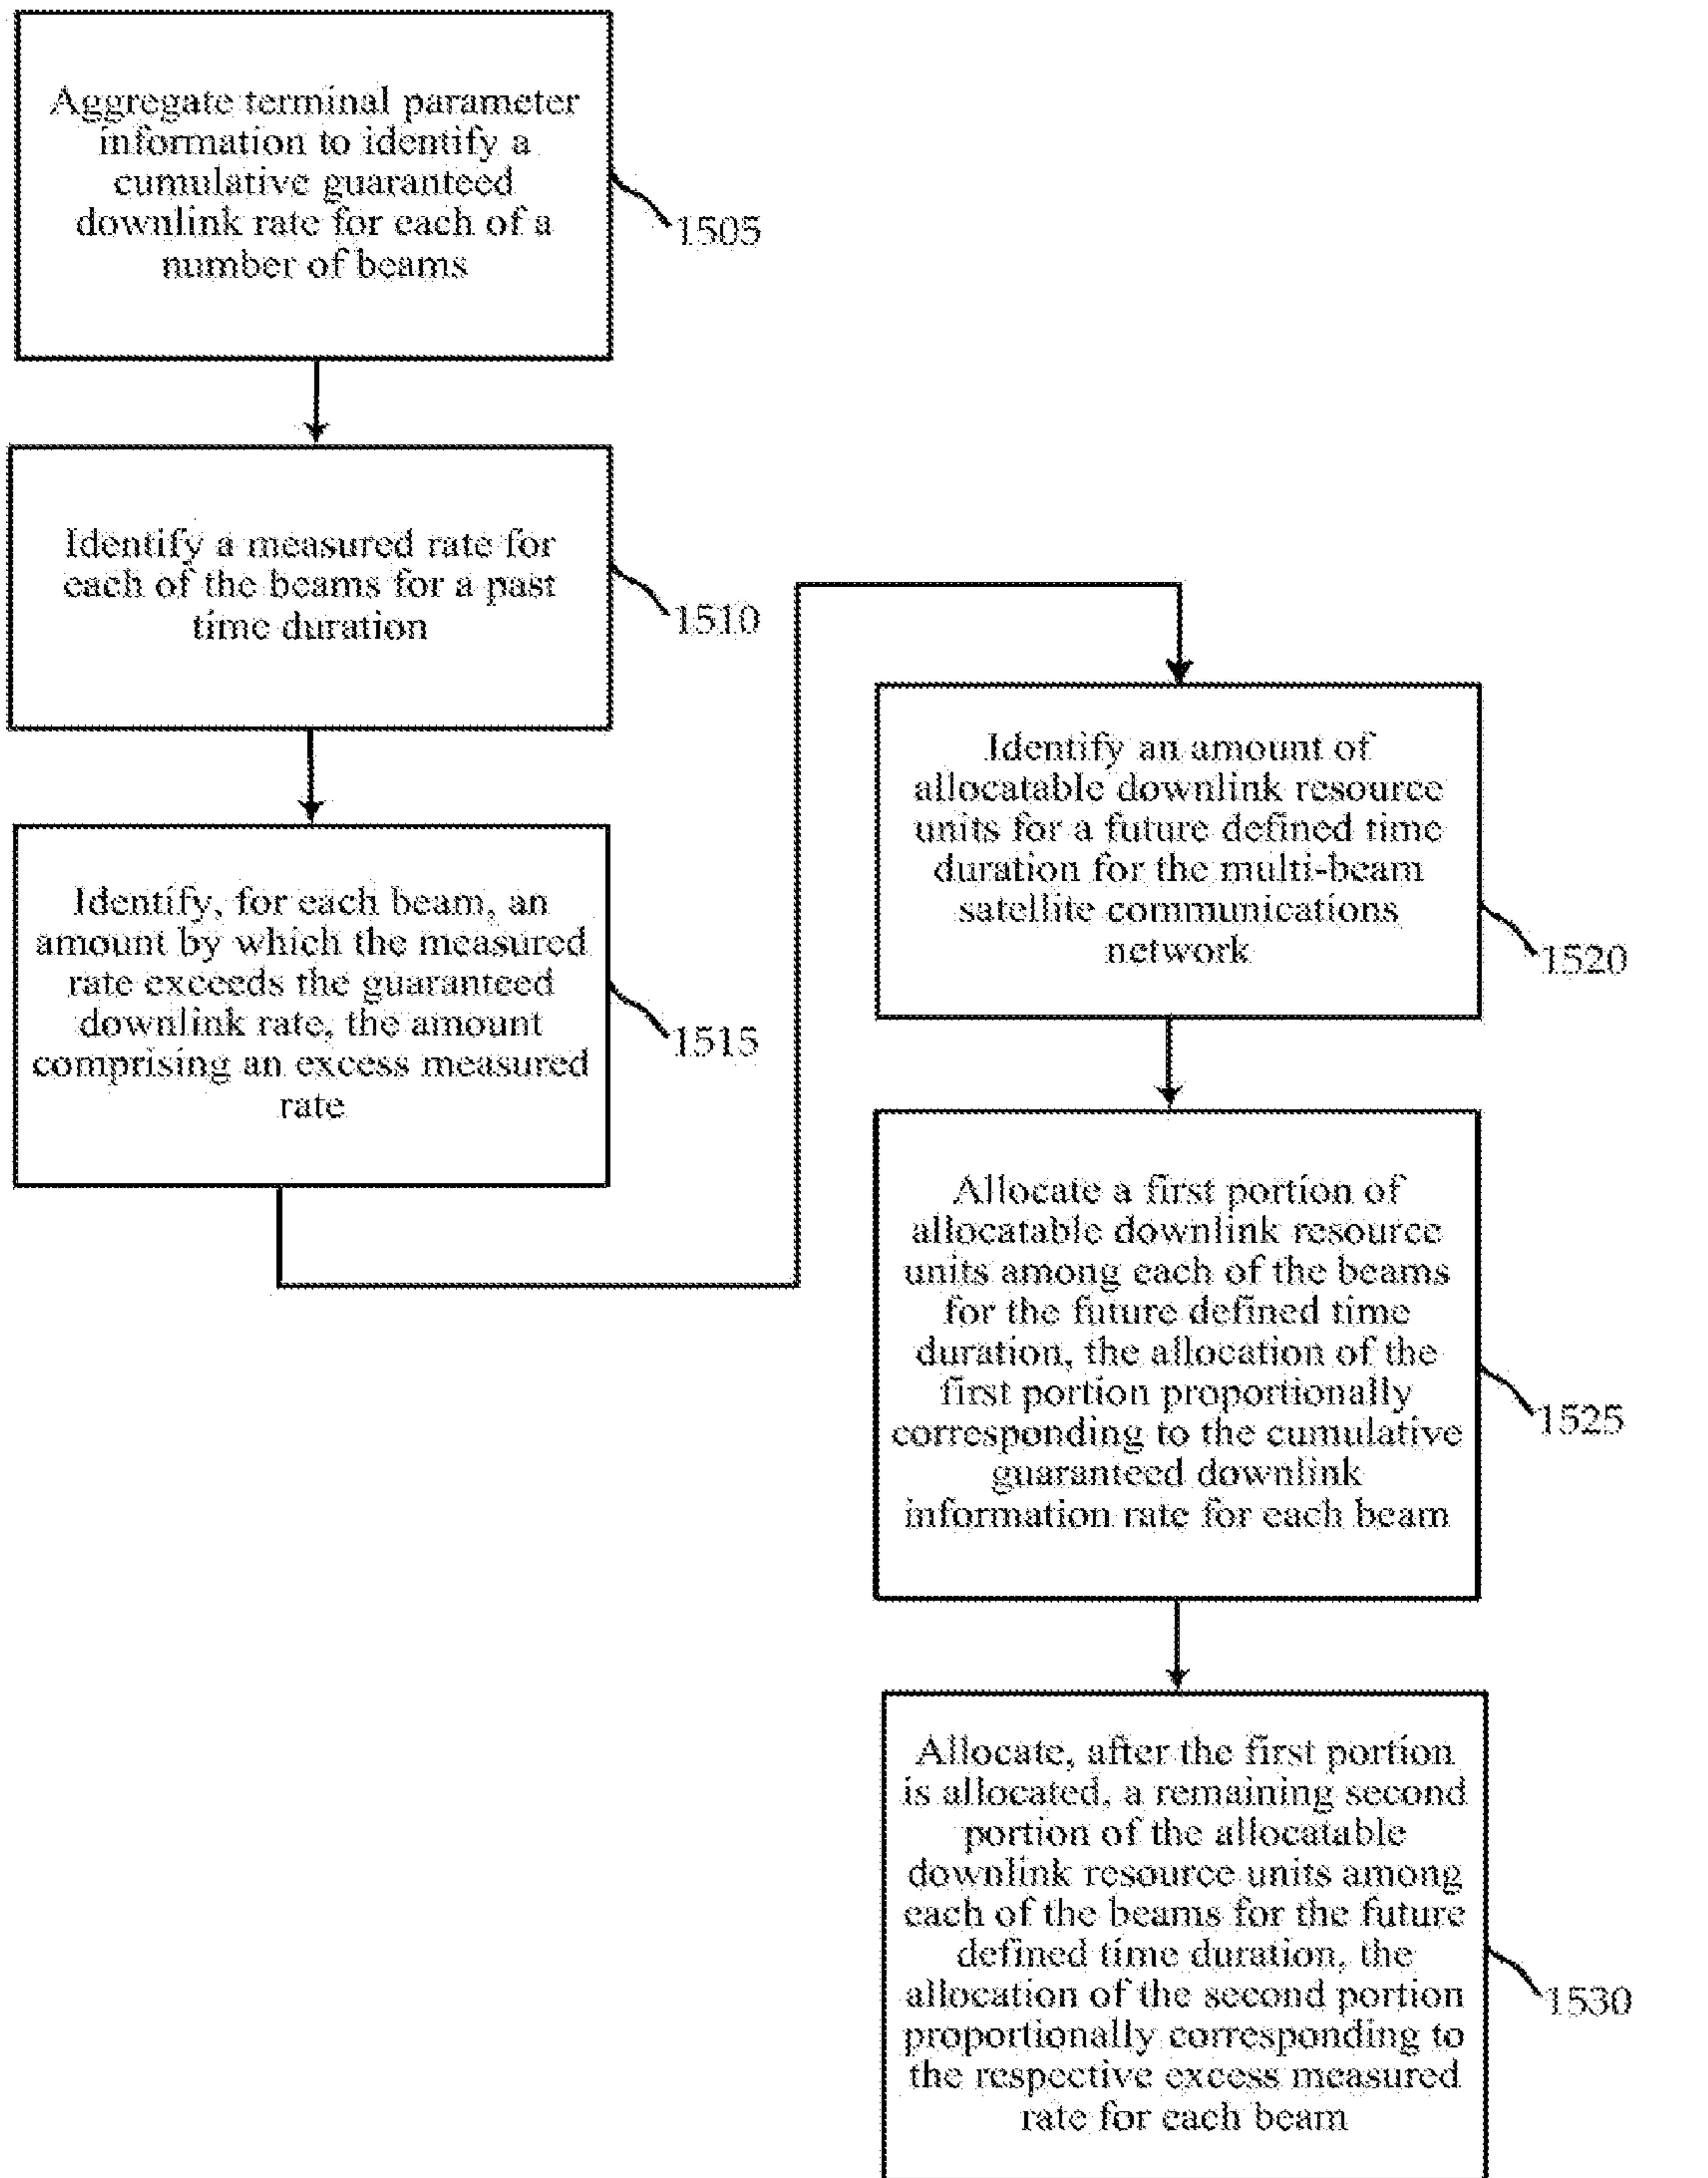 Aggregate terminal parameter
information to identify a
cumulative guaranteed
downlink rate for each of a
number of beams
1505
Identify a measured rate for
each of the beams for a past
time duration
1510
Identify, for each beam, an
amount by which the measured
rate exceeds the guaranteed
downlink rate, the amount
comprising an excess measured
rate
1515
Identify an amount of
allocatable downlink resource
units for a future defined time
duration for the multi-beam
satellite communications
network
1520
Allocate a first portion of
allocatable downlink resource
units among each of the beams
for the future defined time
duration, the allocation of the
first portion proportionally
corresponding to the cumulative
guaranteed downlink
information rate for each beam
1525
Allocate, after the first portion
is allocated, a remaining second
portion of the allocatable
downlink resource units among
each of the beams for the future
defined time duration, the
allocation of the second portion
proportionally corresponding to
the respective excess measured
rate for each beam
1530